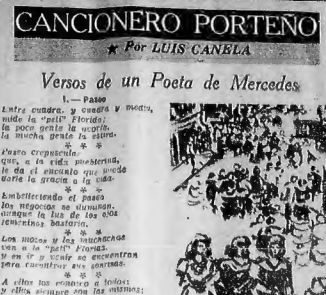 CANCIONERO PORTEÑO
★ Por LUIS CANELA
Versos de un Poeta de Mercedes
I. — Paseo
Entre cuadra, y cuadra y media,
mide la "peti" Florida;
la poca gente la
la mucha gente la estira.
* * *
Paseo crepuscular
que, a la vida pueblerina,
le da el encanto que puede
darle la gracia a la vida.
* * *
Embelleciendo el paseo
los negocios se iluminan,
aunque la luz de los ojos
femeninos bastaria.
* * *
Los mozos y las muchachas
van a la "peti" Florida,
y en ir y venir se encuentran
para encontrar sus sonrisas.
* * *
A ellos los conozco a todos;
y ellas siempre son las mismas;